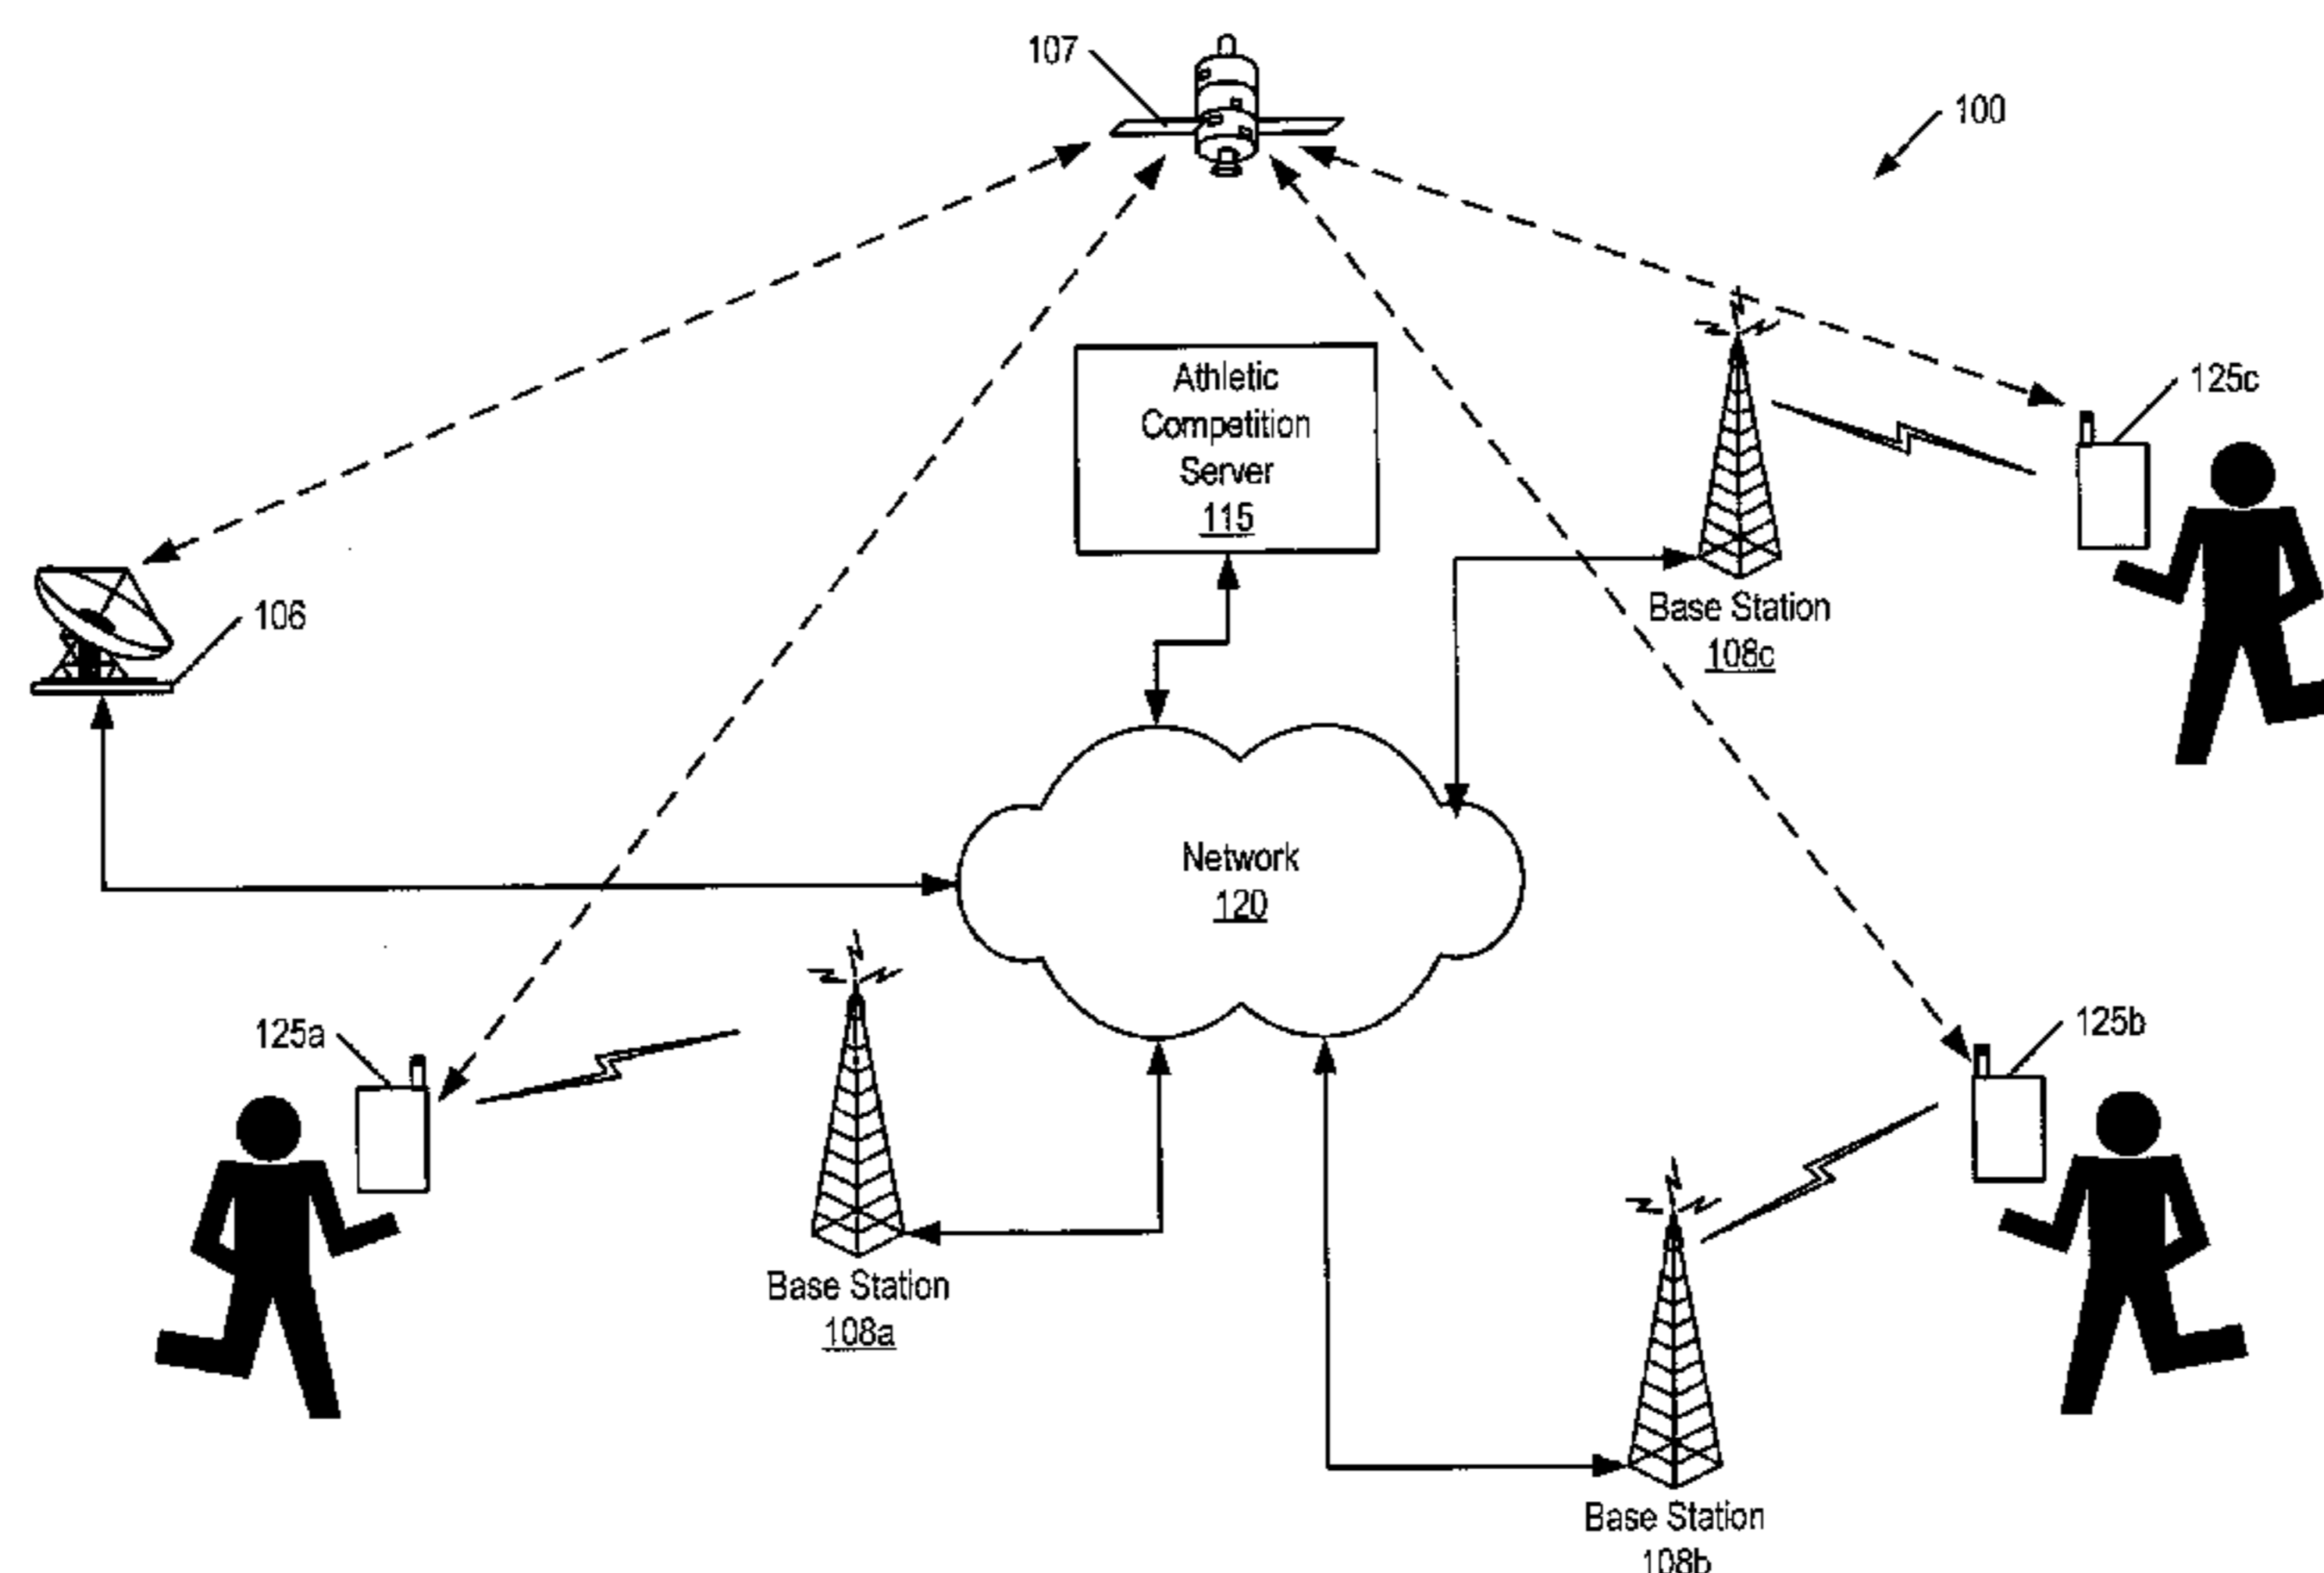 107
100
Athletic
Competition
Server
115
125c
106
Base Station
108c
Network
120
125a
125b
Base Station
108a
Base Station
108b